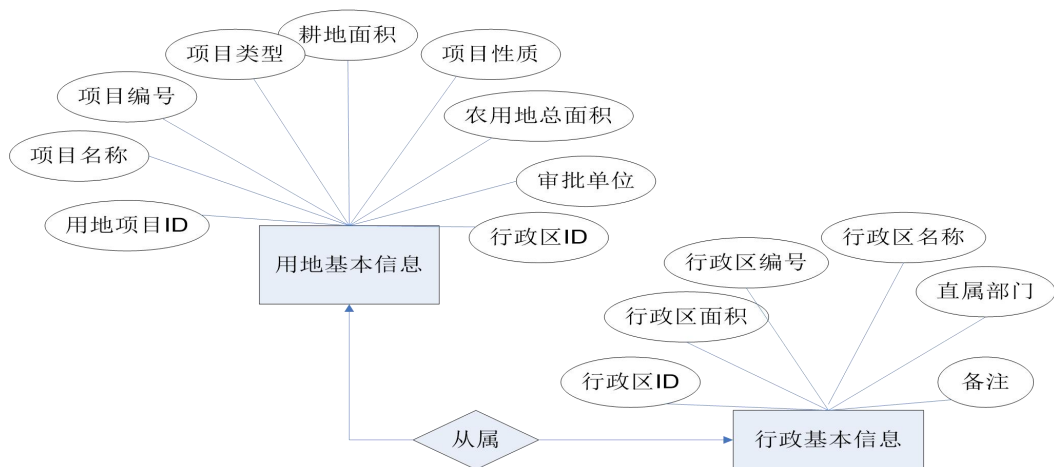 耕地面积
项目类型
项目性质
项目编号
农用地总面积
项目名称
审批单位
用地项目ID
行政区ID
用地基本信息
行政区名称
行政区编号
直属部门
行政区面积
行政区ID
备注
从属
行政基本信息